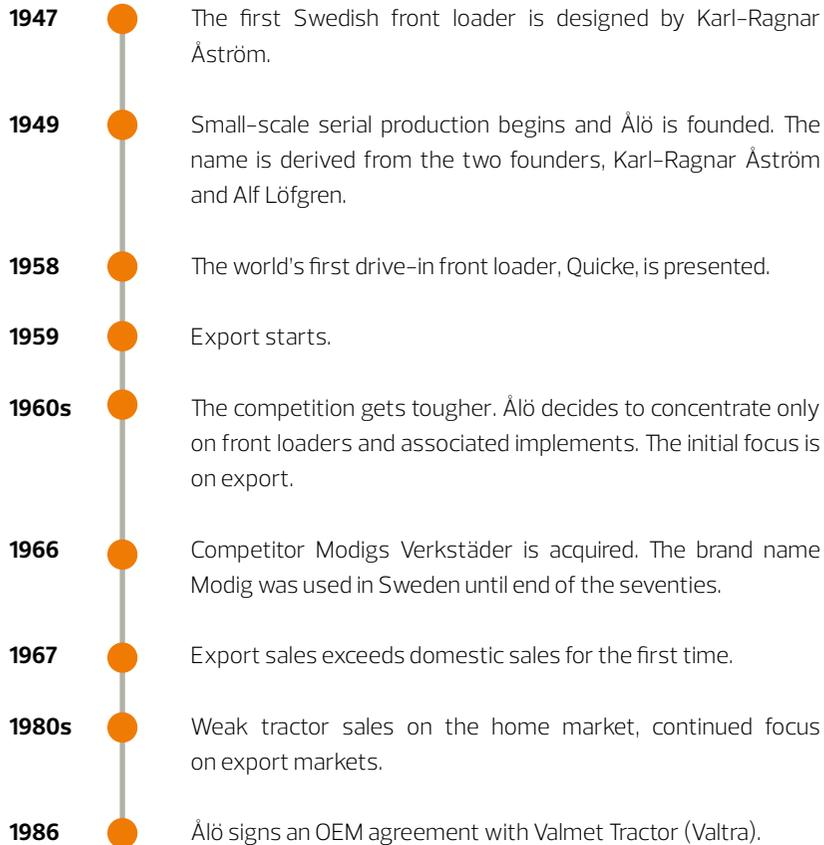 1947 The first Swedish front loader is designed by Karl-Ragnar
Åström.
1949 Small-scale serial production begins and Ålö is founded. The
name is derived from the two founders, Karl-Ragnar Åström
and Alf Löfgren.
1958 The world's first drive-in front loader, Quicke, is presented.
1959 Export starts.
1960s The competition gets tougher. Ålö decides to concentrate only
on front loaders and associated implements. The initial focus is
on export.
1966 Competitor Modigs Verkstäder is acquired. The brand name
Modig was used in Sweden until end of the seventies.
1967 Export sales exceeds domestic sales for the first time.
1980s Weak tractor sales on the home market, continued focus
on export markets.
1986 Ålö signs an OEM agreement with Valmet Tractor (Valtra).